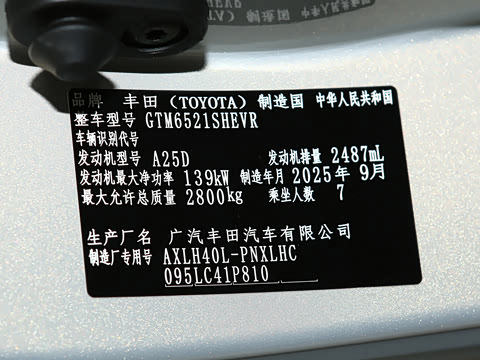 品牌 丰田（TOYOTA）制造国 中华人民共和国
整车型号 GTM6521SHEVR
车辆识别代号
发动机型号 A25D 发动机排量 2487mL
发动机最大净功率 139kW 制造年月 2025年 9月
最大允许总质量 2800kg 乘坐人数 7
生产厂名 广汽丰田汽车有限公司
制造厂专用号 AXLH40L-PNXLHC
095LC41P810